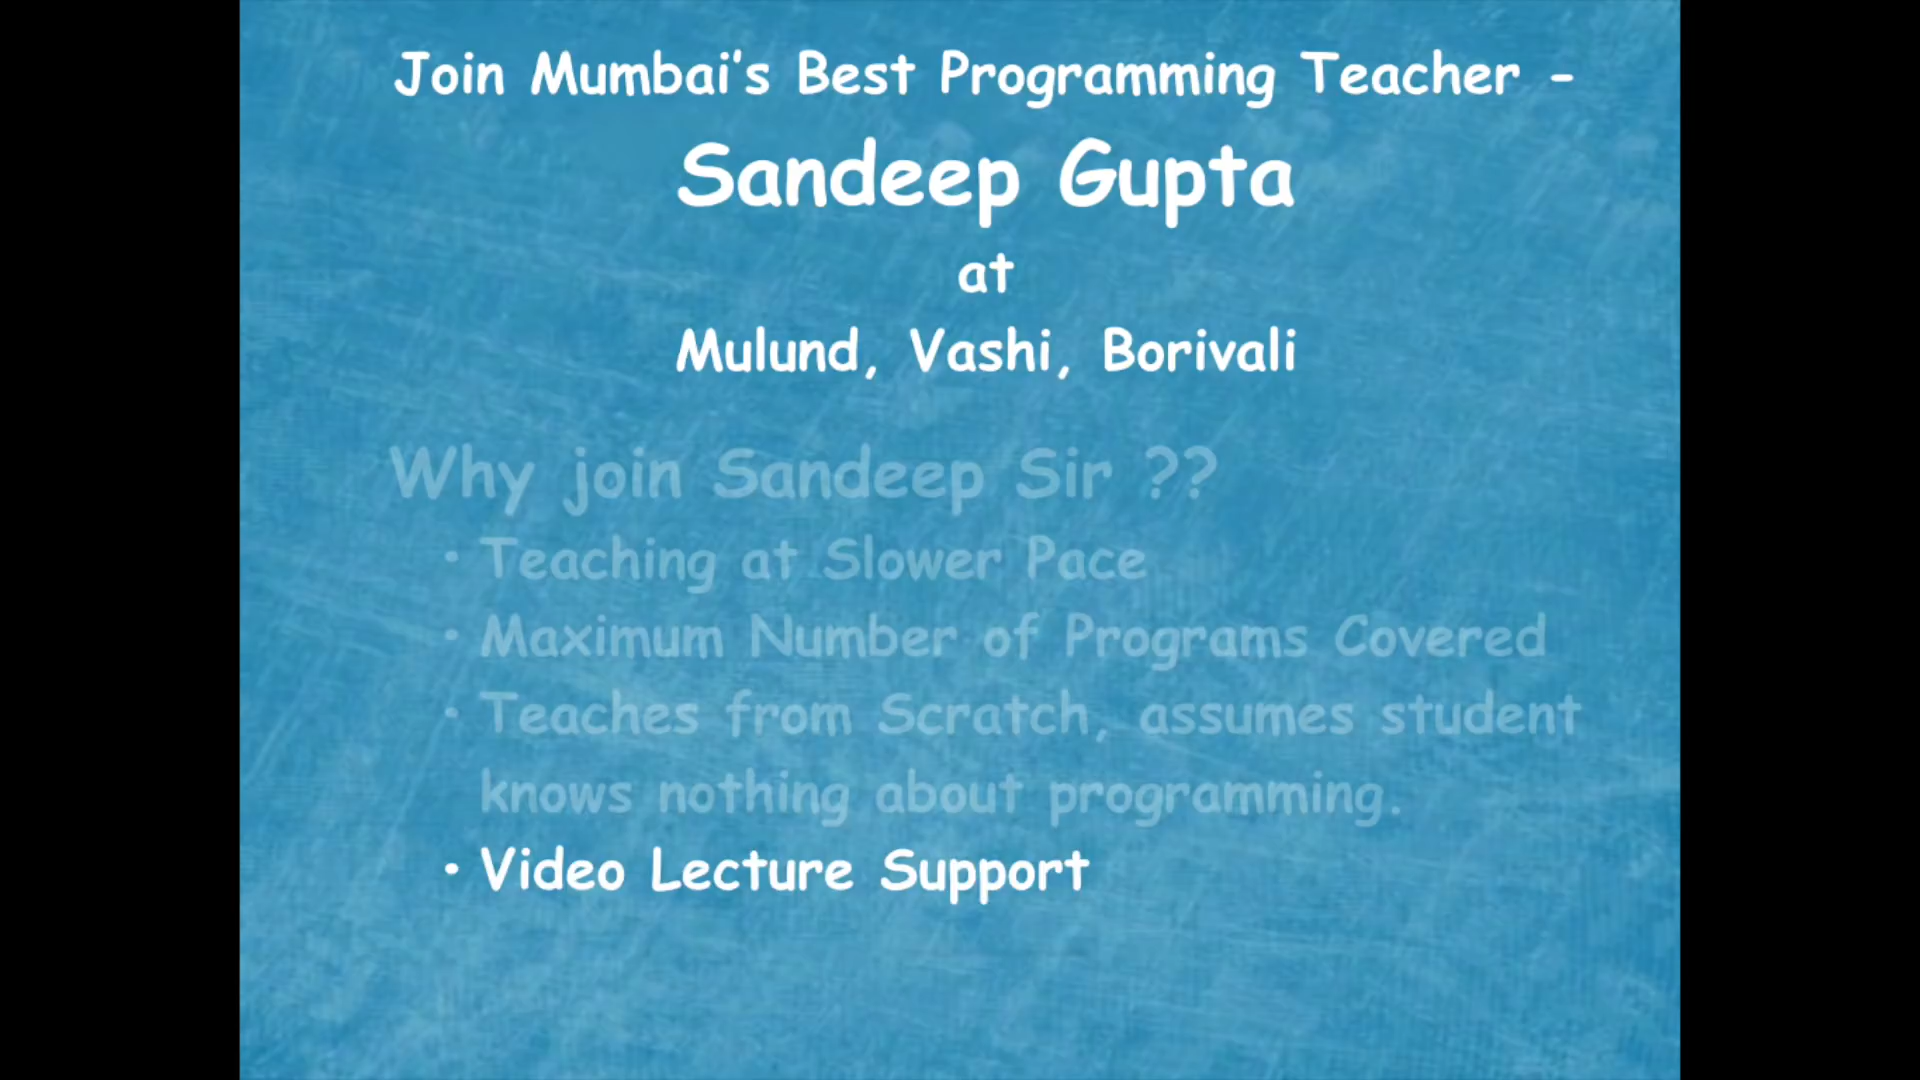 Join Mumbai's Best Programming Teacher -
Sandeep Gupta
at
Mulund, Vashi, Borivali
Why join Sandeep Sir ??
• Teaching at Slower Pace
• Maximum Number of Programs Covered
• Teaches from Scratch, assumes student
knows nothing about programming.
• Video Lecture Support